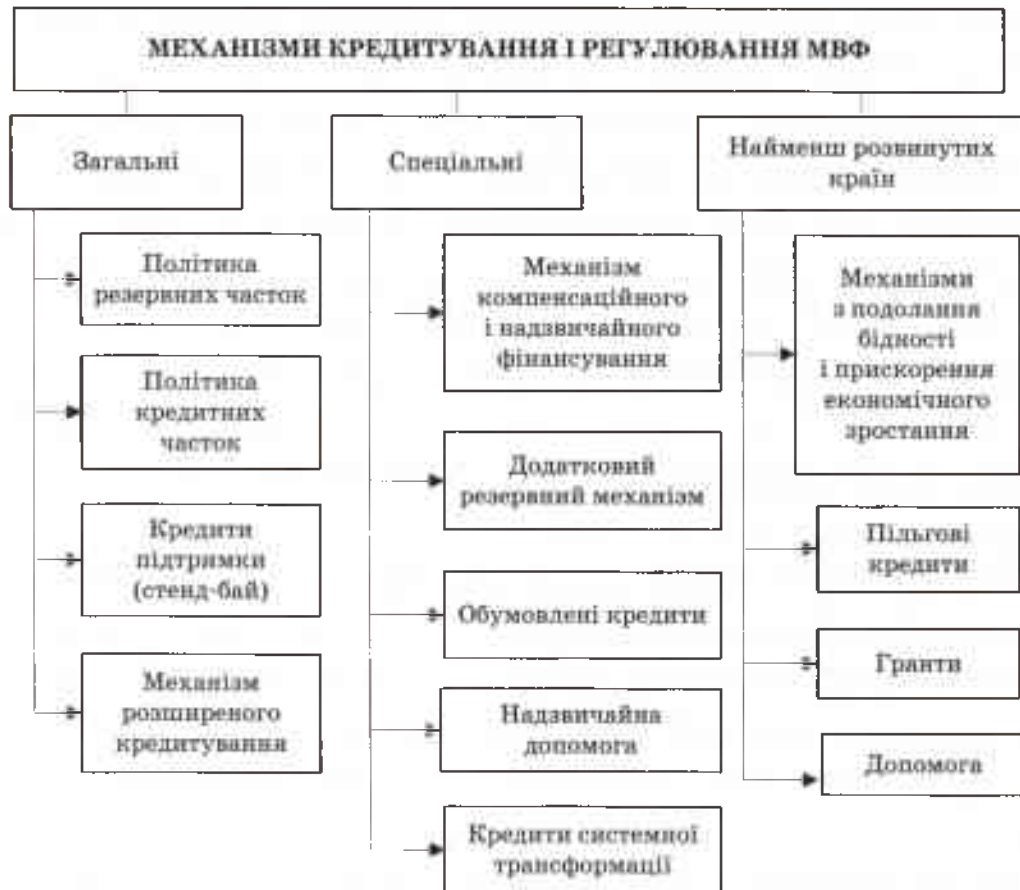 МЕХАНІЗМИ КРЕДИТУВАННЯ І РЕГУЛЮВАННЯ МВФ
Загальні
Політика
резервних часток
Політика
кредитних
часток
Кредити
підтримки
(стенд-бай)
Механізм
розширеного
кредитування
Спеціальні
Механізм
компенсаційного
і надзвичайного
фінансування
Додатковий
резервний механізм
Обумовлені кредити
Надзвичайна
допомога
Кредити системної
трансформації
Найменш розвинутих
країн
Механізми
з подолання
бідності
і прискорення
економічного
зростання
Пільгові
кредити
Гранти
Допомога